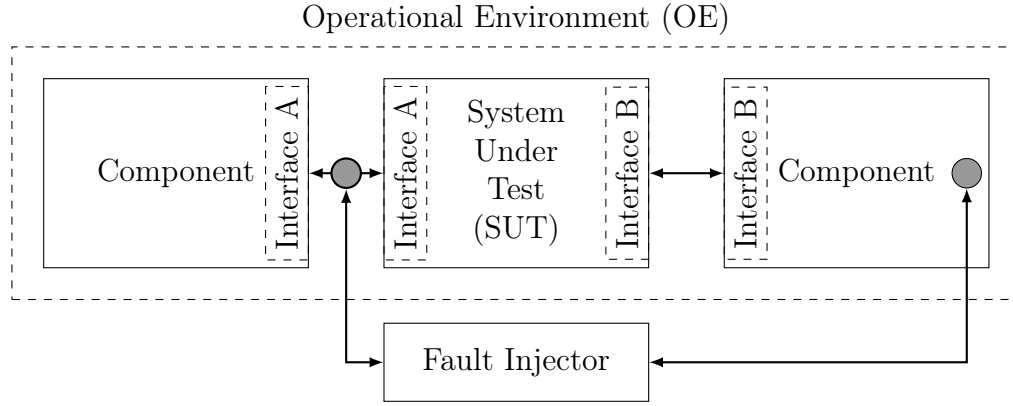 Operational Environment (OE)
Component
Interface A
Interface A
System
Under
Test
(SUT)
Interface B
Interface B
Component
Fault Injector